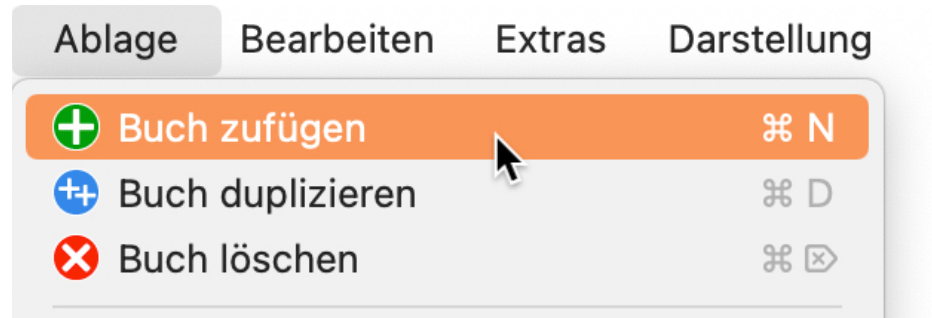 Ablage Bearbeiten Extras Darstellung
Buch zufügen ⌘ N
Buch duplizieren ⌘ D
Buch löschen ⌘ ⌦